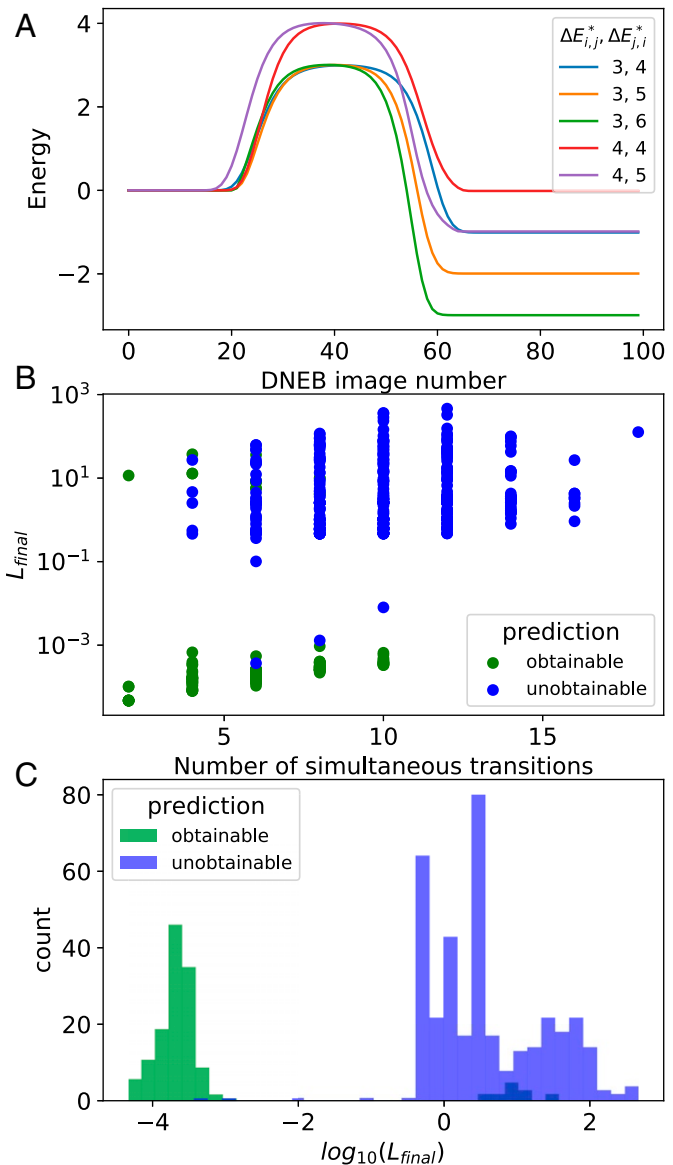 A
4
2
0
−2
Energy
ΔE*i,j, ΔE*j,i
3, 4
3, 5
3, 6
4, 4
4, 5
0 20 40 60 80 100
DNEB image number
B
10³
10¹
10⁻¹
10⁻³
Lfinal
prediction
obtainable
unobtainable
5 10 15
Number of simultaneous transitions
C
80
60
40
20
0
count
prediction
obtainable
unobtainable
−4 −2 0 2
log10(Lfinal)